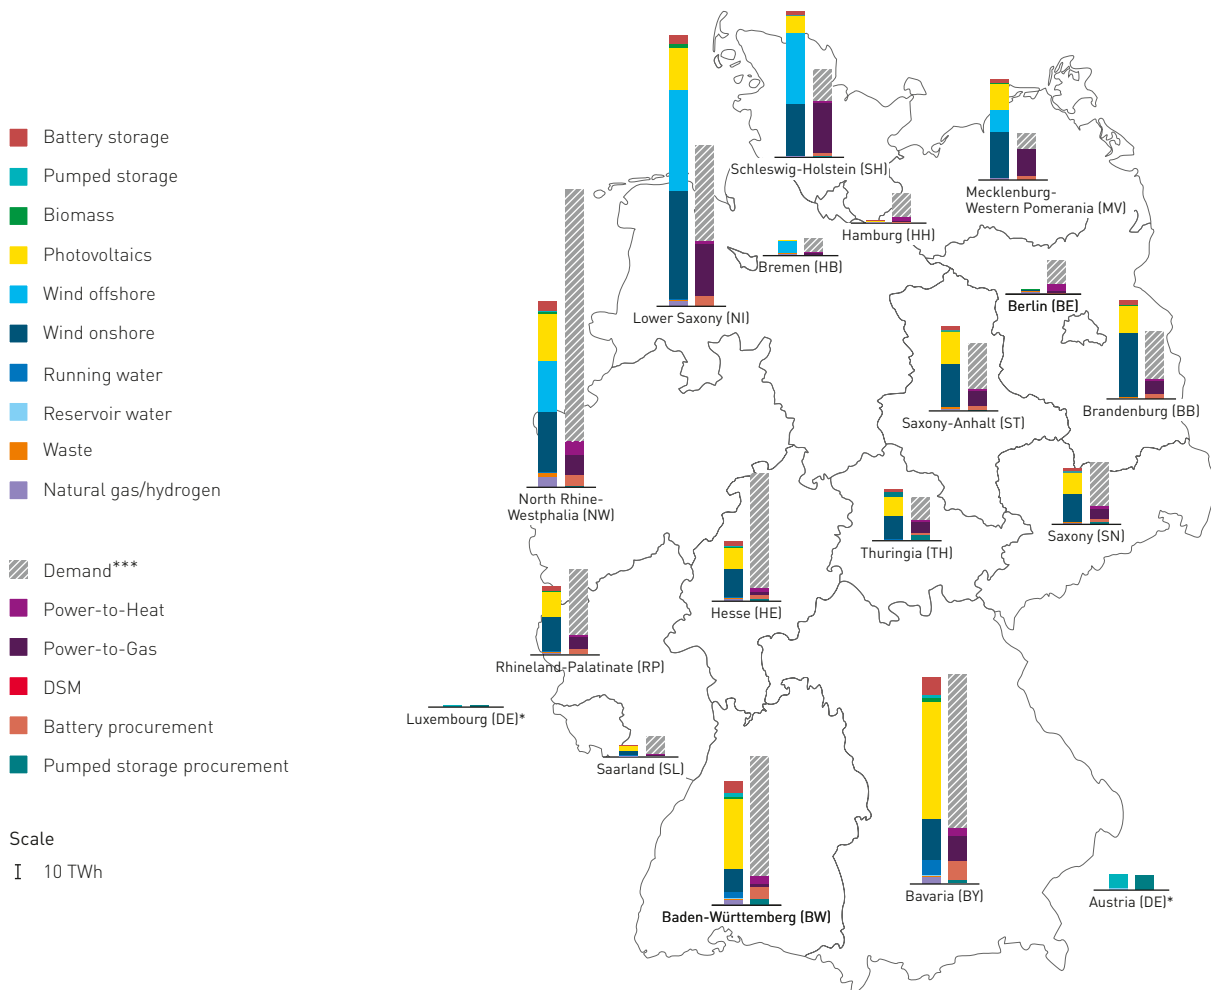 Battery storage
Pumped storage
Biomass
Photovoltaics
Wind offshore
Wind onshore
Running water
Reservoir water
Waste
Natural gas/hydrogen
Demand***
Power-to-Heat
Power-to-Gas
DSM
Battery procurement
Pumped storage procurement
Scale
10 TWh
Schleswig-Holstein (SH)
Mecklenburg-
Western Pomerania (MV)
Hamburg (HH)
Bremen (HB)
Lower Saxony (NI)
Berlin (BE)
Brandenburg (BB)
Saxony-Anhalt (ST)
North Rhine-
Westphalia (NW)
Saxony (SN)
Thuringia (TH)
Hesse (HE)
Rhineland-Palatinate (RP)
Luxembourg (DE)*
Saarland (SL)
Baden-Württemberg (BW)
Bavaria (BY)
Austria (DE)*